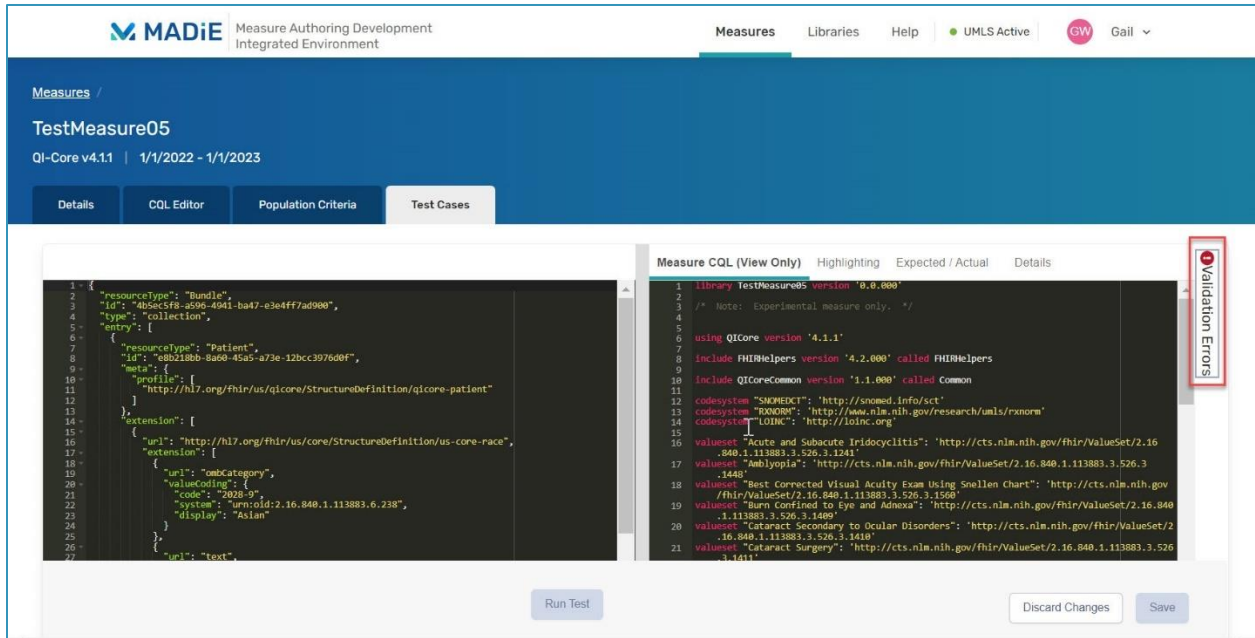 MADiE
Measure Authoring Development
Integrated Environment
Measures
Libraries
Help
UMLS Active
GW
Gail
Measures /
TestMeasure05
QI-Core v4.1.1 | 1/1/2022 - 1/1/2023
Details
CQL Editor
Population Criteria
Test Cases
1 {
2 "resourceType": "Bundle",
3 "id": "4b5ec5f8-a596-4941-ba47-e3e4ff7ad900",
4 "type": "collection",
5 "entry": [
6 {
7 "resourceType": "Patient",
8 "id": "e8b218bb-8a60-45a5-a73e-12bcc3976d0f",
9 "meta": {
10 "profile": [
11 "http://hl7.org/fhir/us/qicore/StructureDefinition/qicore-patient"
12 ]
13 },
14 "extension": [
15 {
16 "url": "http://hl7.org/fhir/us/core/StructureDefinition/us-core-race",
17 "extension": [
18 {
19 "url": "ombCategory",
20 "valueCoding": {
21 "code": "2028-9",
22 "system": "urn:oid:2.16.840.1.113883.6.238",
23 "display": "Asian"
24 }
25 },
26 {
27 "url": "text",
Measure CQL (View Only)
Highlighting
Expected / Actual
Details
1 library TestMeasure05 version '0.0.000'
2
3 /* Note: Experimental measure only. */
4
5
6 using QICore version '4.1.1'
7
8 include FHIRHelpers version '4.2.000' called FHIRHelpers
9
10 include QICoreCommon version '1.1.000' called Common
11
12 codesystem "SNOMEDCT": 'http://snomed.info/sct'
13 codesystem "RXNORM": 'http://www.nlm.nih.gov/research/umls/rxnorm'
14 codesystem "LOINC": 'http://loinc.org'
15
16 valueset "Acute and Subacute Iridocyclitis": 'http://cts.nlm.nih.gov/fhir/ValueSet/2.16
.840.1.113883.3.526.3.1241'
17 valueset "Amblyopia": 'http://cts.nlm.nih.gov/fhir/ValueSet/2.16.840.1.113883.3.526.3
.1448'
18 valueset "Best Corrected Visual Acuity Exam Using Snellen Chart": 'http://cts.nlm.nih.gov
/fhir/ValueSet/2.16.840.1.113883.3.526.3.1560'
19 valueset "Burn Confined to Eye and Adnexa": 'http://cts.nlm.nih.gov/fhir/ValueSet/2.16.840
.1.113883.3.526.3.1409'
20 valueset "Cataract Secondary to Ocular Disorders": 'http://cts.nlm.nih.gov/fhir/ValueSet/2
.16.840.1.113883.3.526.3.1410'
21 valueset "Cataract Surgery": 'http://cts.nlm.nih.gov/fhir/ValueSet/2.16.840.1.113883.3.526
.3.1411'
Validation Errors
Run Test
Discard Changes
Save